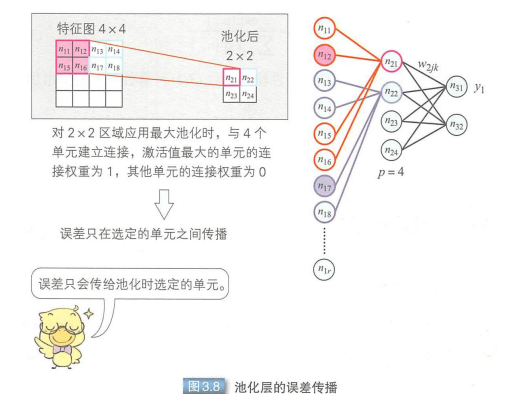 特征图 4×4
n11 n12 n13 n14
n15 n16 n17 n18
池化后
2×2
n21 n22
n23 n24
对 2×2 区域应用最大池化时，与 4 个
单元建立连接，激活值最大的单元的连
接权重为 1，其他单元的连接权重为 0
误差只在选定的单元之间传播
误差只会传给池化时选定的单元。
n11
n12
n13
n14
n15
n16
n17
n18
n1r
n21
n22
n23
n24
p = 4
w2jk
n31
n32
y1
图 3.8 池化层的误差传播